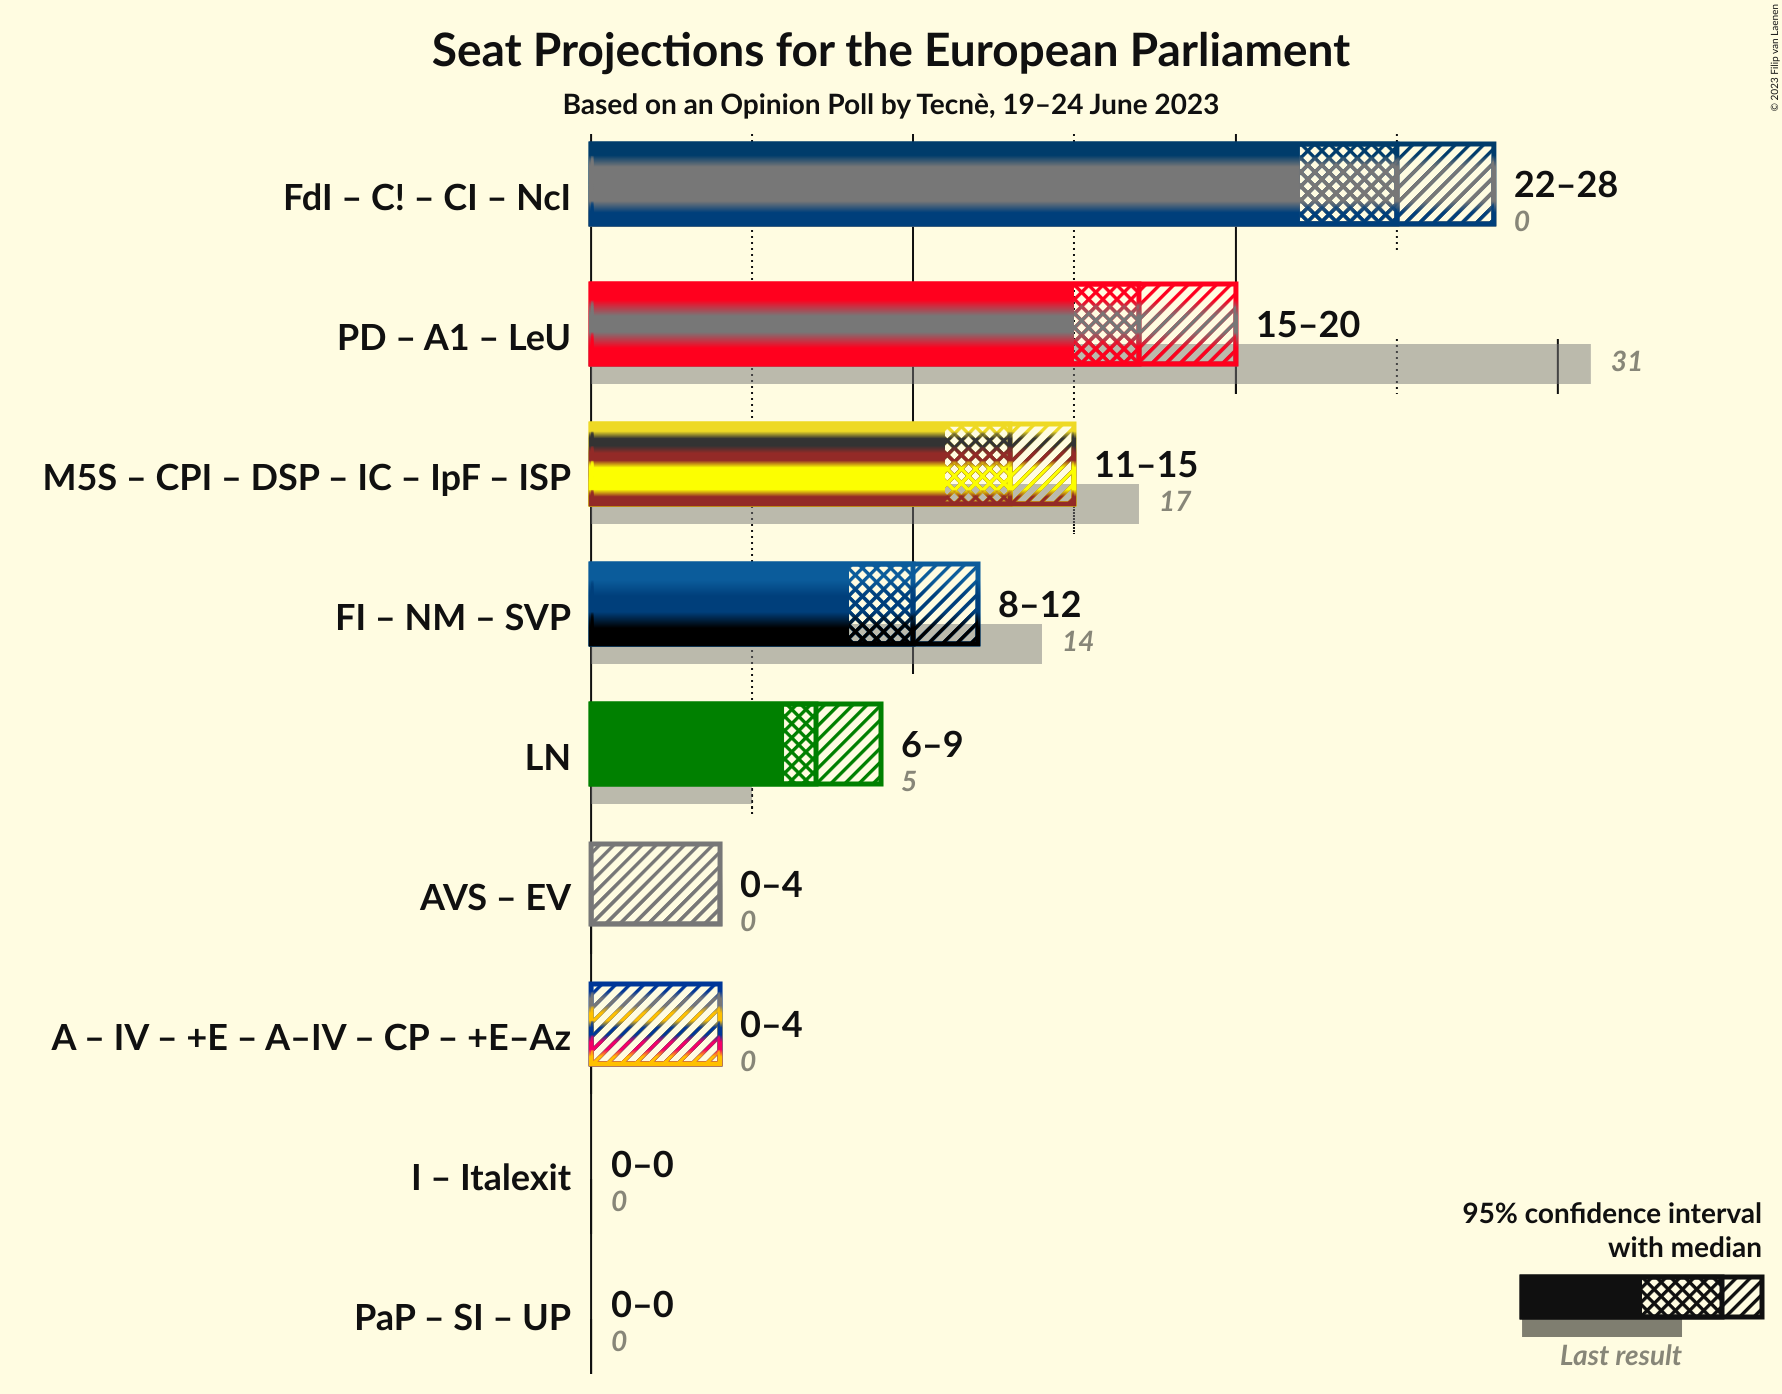 Seat Projections for the European Parliament
Based on an Opinion Poll by Tecnè, 19–24 June 2023
© 2023 Filip van Laenen
FdI – C! – CI – NcI
22–28
0
PD – A1 – LeU
15–20
31
M5S – CPI – DSP – IC – IpF – ISP
11–15
17
FI – NM – SVP
8–12
14
LN
6–9
5
AVS – EV
0–4
0
A – IV – +E – A–IV – CP – +E–Az
0–4
0
I – Italexit
0–0
0
PaP – SI – UP
0–0
0
95% confidence interval
with median
Last result